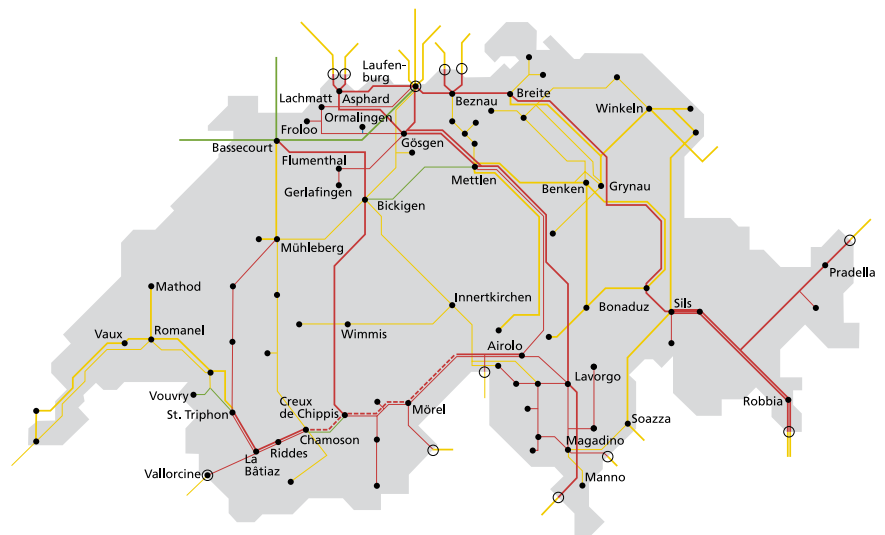 Laufen-
burg
Lachmatt
Asphard
Beznau
Breite
Ormalingen
Winkeln
Froloo
Gösgen
Bassecourt
Flumenthal
Mettlen
Gerlafingen
Benken
Grynau
Bickigen
Mühleberg
Pradella
Mathod
Innertkirchen
Bonaduz
Sils
Vaux
Romanel
Wimmis
Airolo
Lavorgo
Vouvry
Creux
de Chippis
Robbia
St. Triphon
Mörel
Soazza
Chamoson
Magadino
Riddes
La
Bâtiaz
Vallorcine
Manno